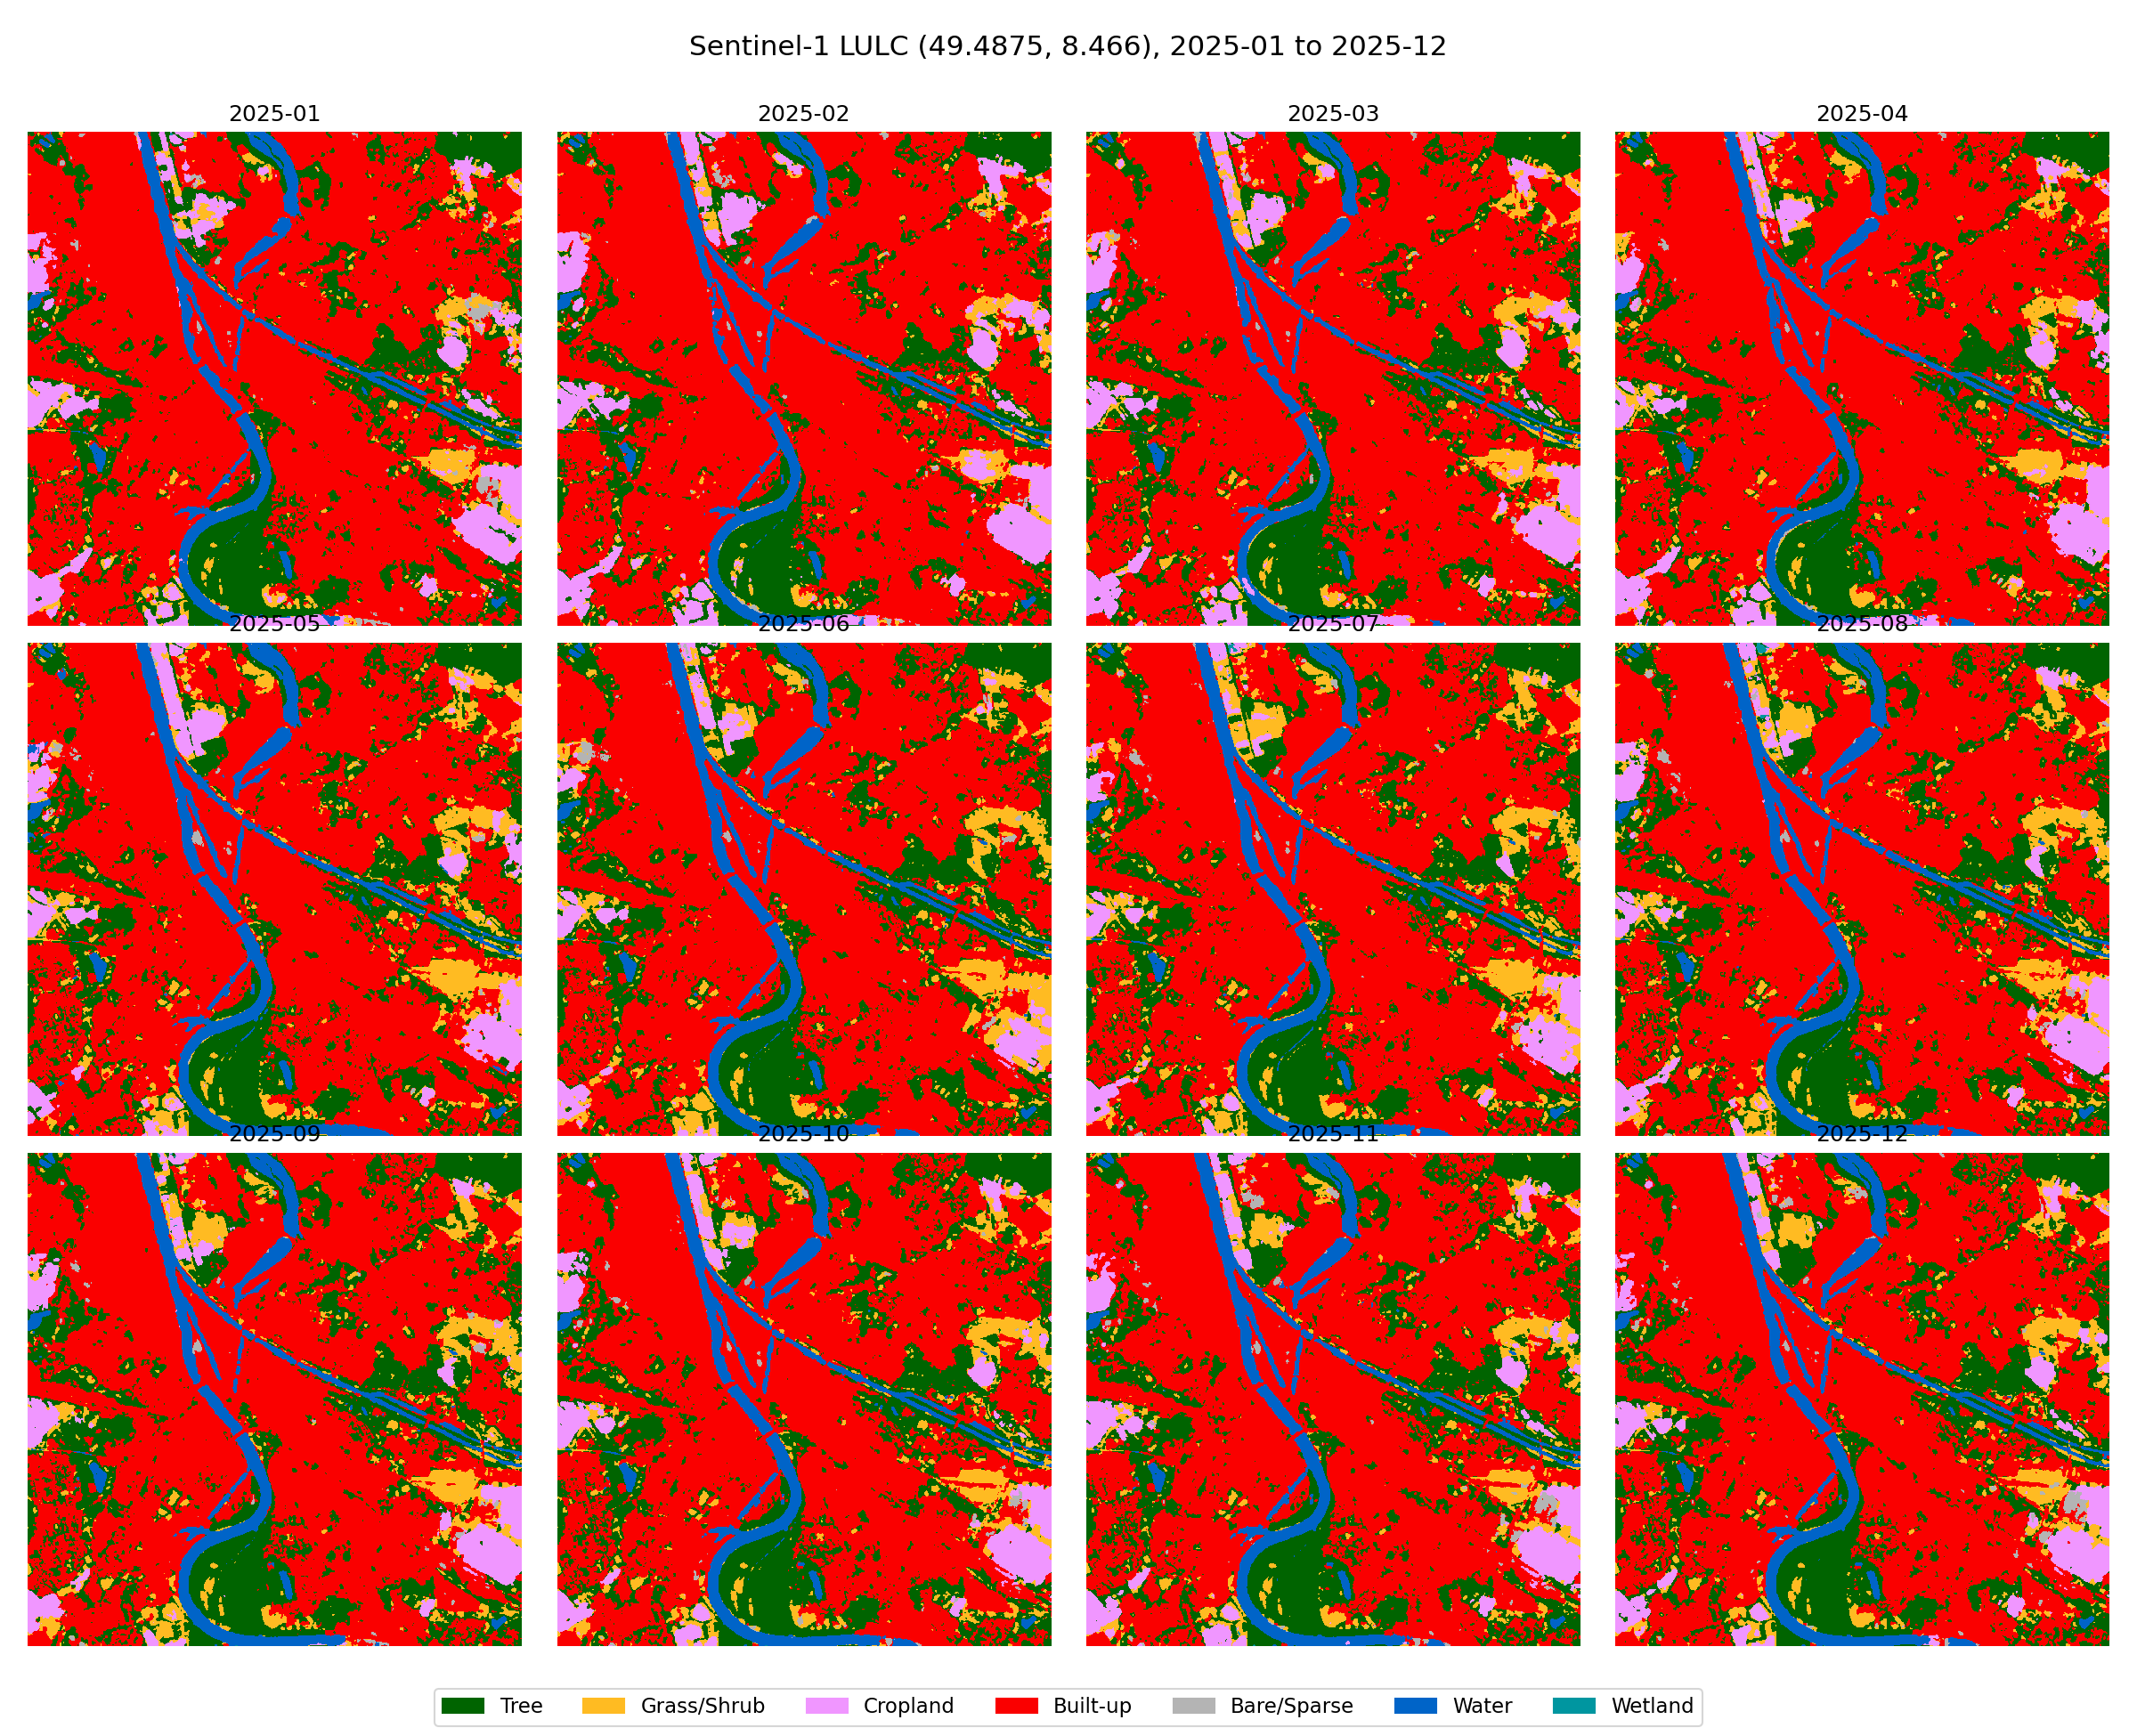 Sentinel-1 LULC (49.4875, 8.466), 2025-01 to 2025-12
2025-01 2025-02 2025-03 2025-04
2025-05 2025-06 2025-07 2025-08
2025-09 2025-10 2025-11 2025-12
Tree Grass/Shrub Cropland Built-up Bare/Sparse Water Wetland